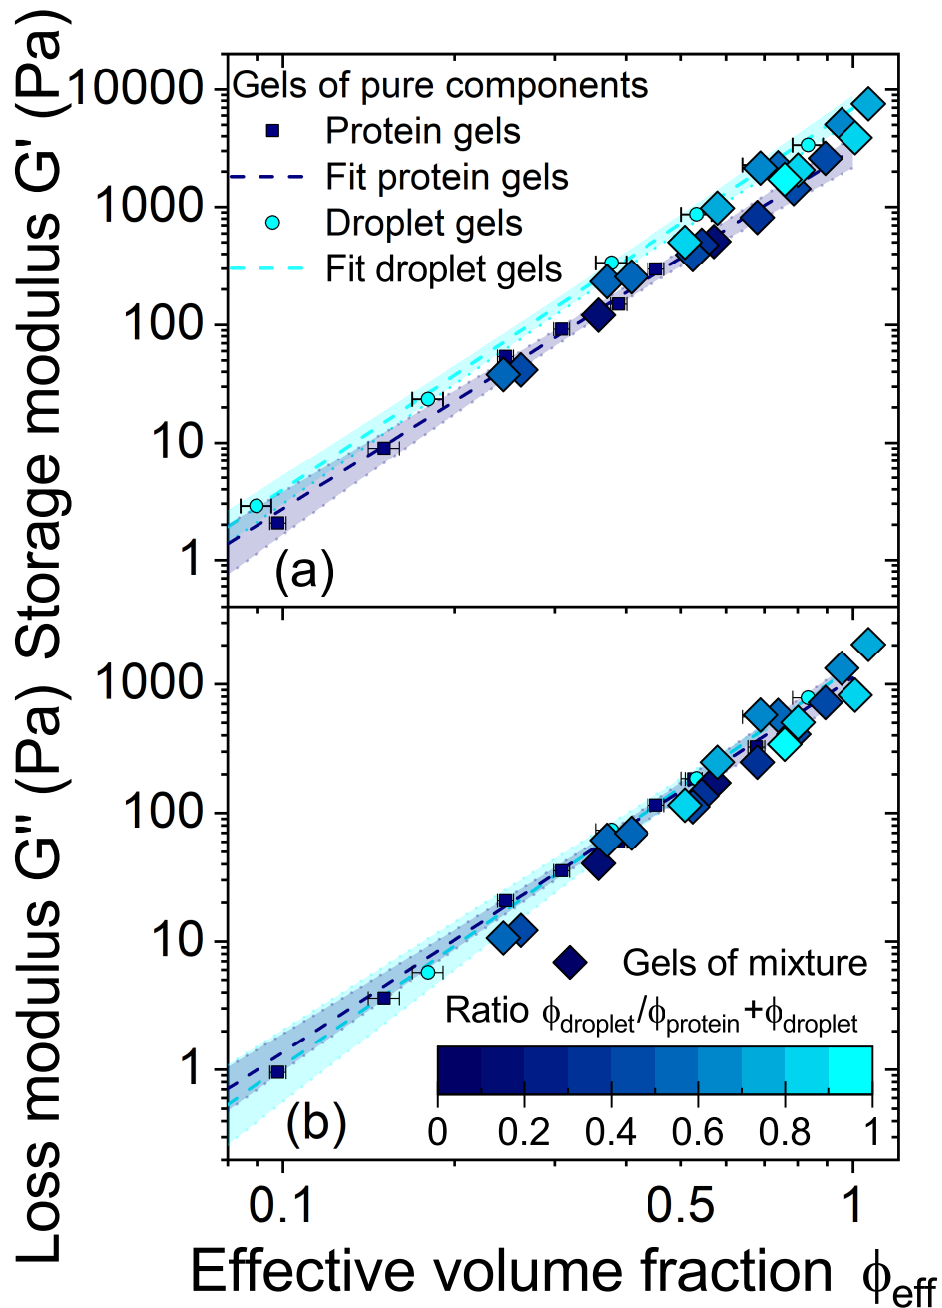 Storage modulus G' (Pa)
10000
1000
100
10
1
Gels of pure components
Protein gels
Fit protein gels
Droplet gels
Fit droplet gels
(a)
Loss modulus G" (Pa)
1000
100
10
1
Gels of mixture
Ratio ϕdroplet/ϕprotein+ϕdroplet
0 0.2 0.4 0.6 0.8 1
(b)
0.1 0.5 1
Effective volume fraction ϕeff